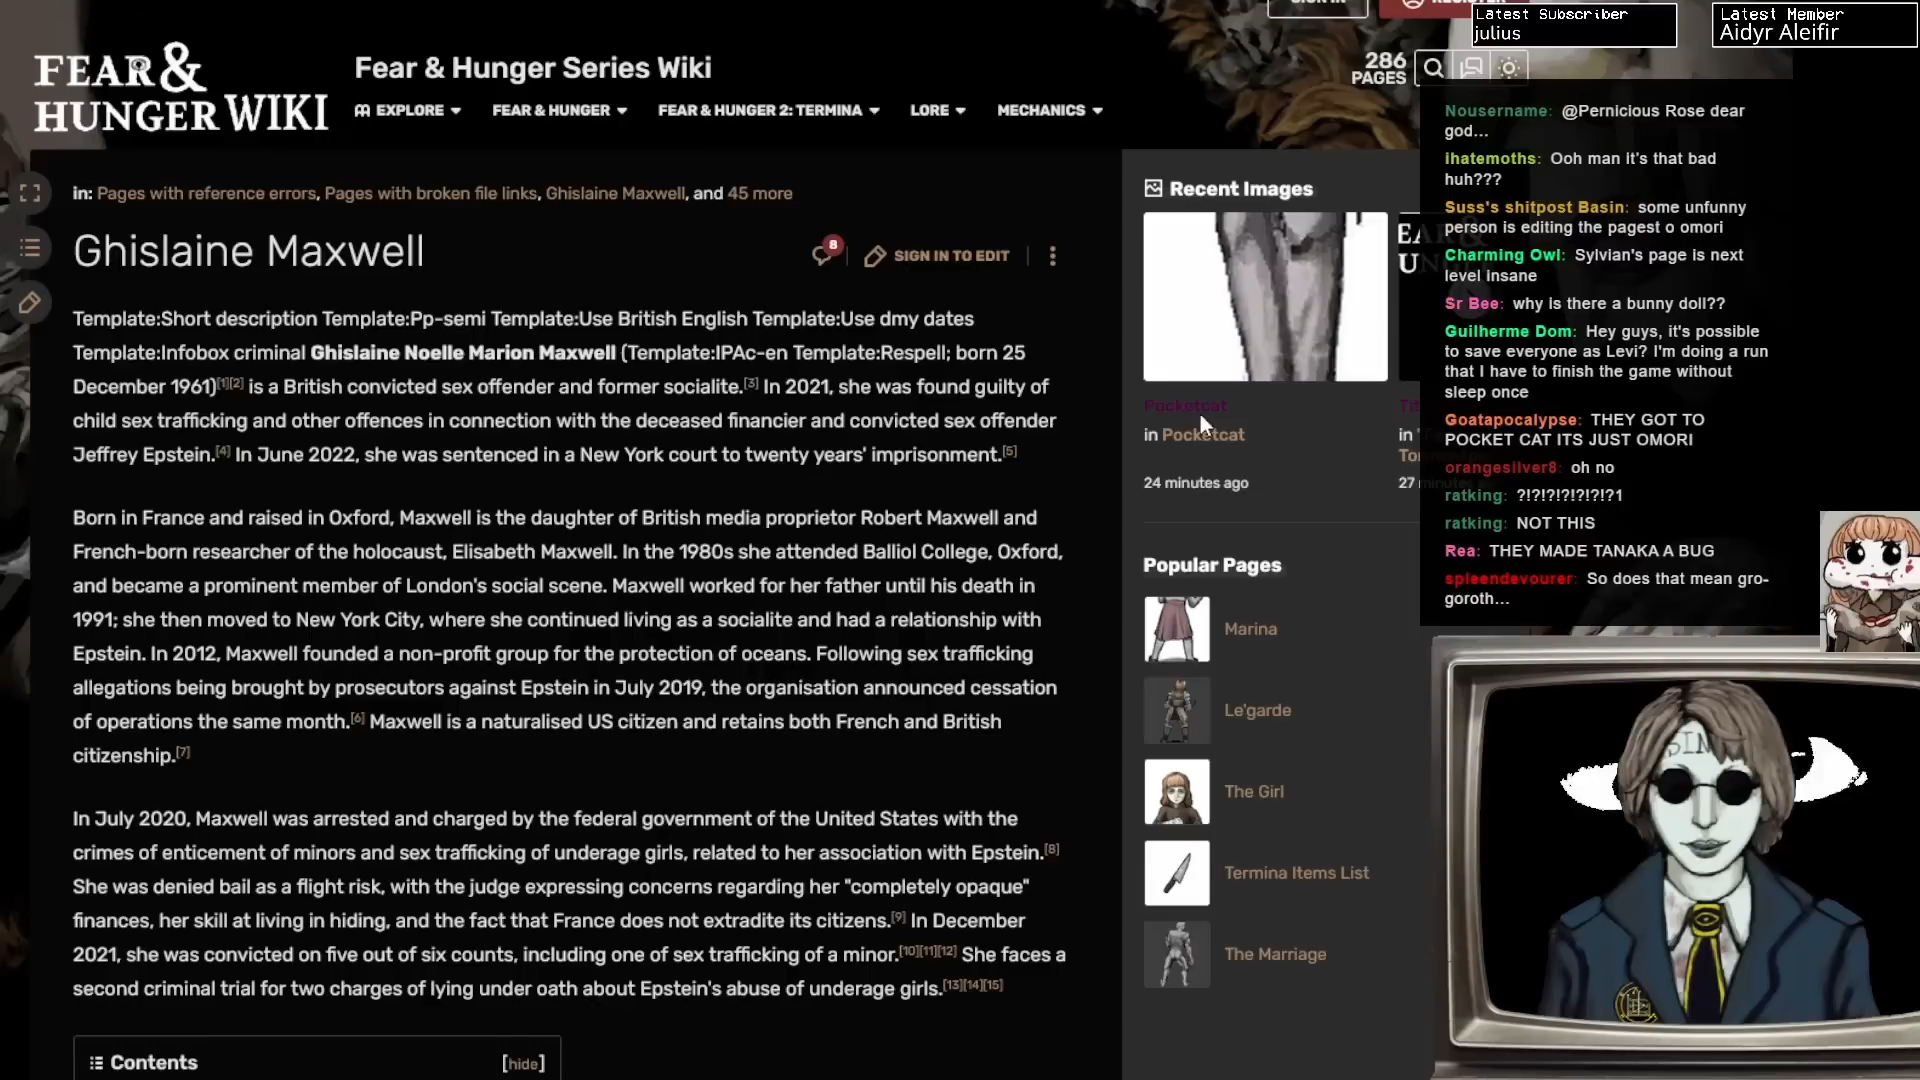 SIGN IN
REGISTER
Latest Subscriber
julius
Latest Member
Aidyr Aleifir
FEAR &
HUNGER WIKI
Fear & Hunger Series Wiki
286
PAGES
EXPLORE
FEAR & HUNGER
FEAR & HUNGER 2: TERMINA
LORE
MECHANICS
in: Pages with reference errors, Pages with broken file links, Ghislaine Maxwell, and 45 more
Ghislaine Maxwell
8
SIGN IN TO EDIT
Template:Short description Template:Pp-semi Template:Use British English Template:Use dmy dates
Template:Infobox criminal Ghislaine Noelle Marion Maxwell (Template:IPAc-en Template:Respell; born 25
December 1961)[1][2] is a British convicted sex offender and former socialite.[3] In 2021, she was found guilty of
child sex trafficking and other offences in connection with the deceased financier and convicted sex offender
Jeffrey Epstein.[4] In June 2022, she was sentenced in a New York court to twenty years' imprisonment.[5]
Born in France and raised in Oxford, Maxwell is the daughter of British media proprietor Robert Maxwell and
French-born researcher of the holocaust, Elisabeth Maxwell. In the 1980s she attended Balliol College, Oxford,
and became a prominent member of London's social scene. Maxwell worked for her father until his death in
1991; she then moved to New York City, where she continued living as a socialite and had a relationship with
Epstein. In 2012, Maxwell founded a non-profit group for the protection of oceans. Following sex trafficking
allegations being brought by prosecutors against Epstein in July 2019, the organisation announced cessation
of operations the same month.[6] Maxwell is a naturalised US citizen and retains both French and British
citizenship.[7]
In July 2020, Maxwell was arrested and charged by the federal government of the United States with the
crimes of enticement of minors and sex trafficking of underage girls, related to her association with Epstein.[8]
She was denied bail as a flight risk, with the judge expressing concerns regarding her "completely opaque"
finances, her skill at living in hiding, and the fact that France does not extradite its citizens.[9] In December
2021, she was convicted on five out of six counts, including one of sex trafficking of a minor.[10][11][12] She faces a
second criminal trial for two charges of lying under oath about Epstein's abuse of underage girls.[13][14][15]
Contents
[hide]
Recent Images
Pocketcat
in Pocketcat
24 minutes ago
in
27
Popular Pages
Marina
Le'garde
The Girl
Termina Items List
The Marriage
Nousername: @Pernicious Rose dear
god...
ihatemoths: Ooh man it's that bad
huh???
Suss's shitpost Basin: some unfunny
person is editing the pagest o omori
Charming Owl: Sylvian's page is next
level insane
Sr Bee: why is there a bunny doll??
Guilherme Dom: Hey guys, it's possible
to save everyone as Levi? I'm doing a run
that I have to finish the game without
sleep once
Goatapocalypse: THEY GOT TO
POCKET CAT ITS JUST OMORI
orangesilver8: oh no
ratking: ?!?!?!?!?!?!?1
ratking: NOT THIS
Rea: THEY MADE TANAKA A BUG
spleendevourer: So does that mean gro-
goroth...
SIN